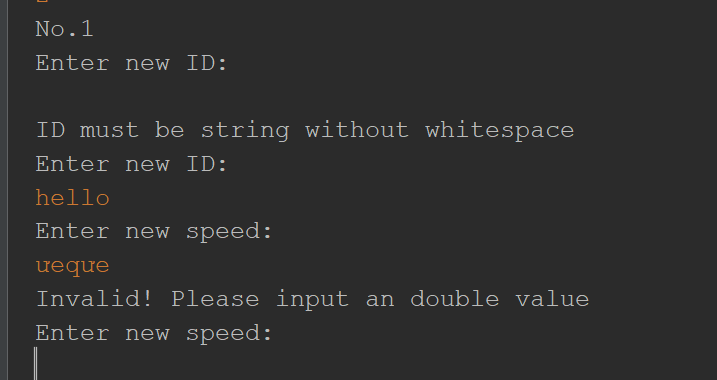 No.1
Enter new ID:
ID must be string without whitespace
Enter new ID:
hello
Enter new speed:
ưeque
Invalid! Please input an double value
Enter new speed: